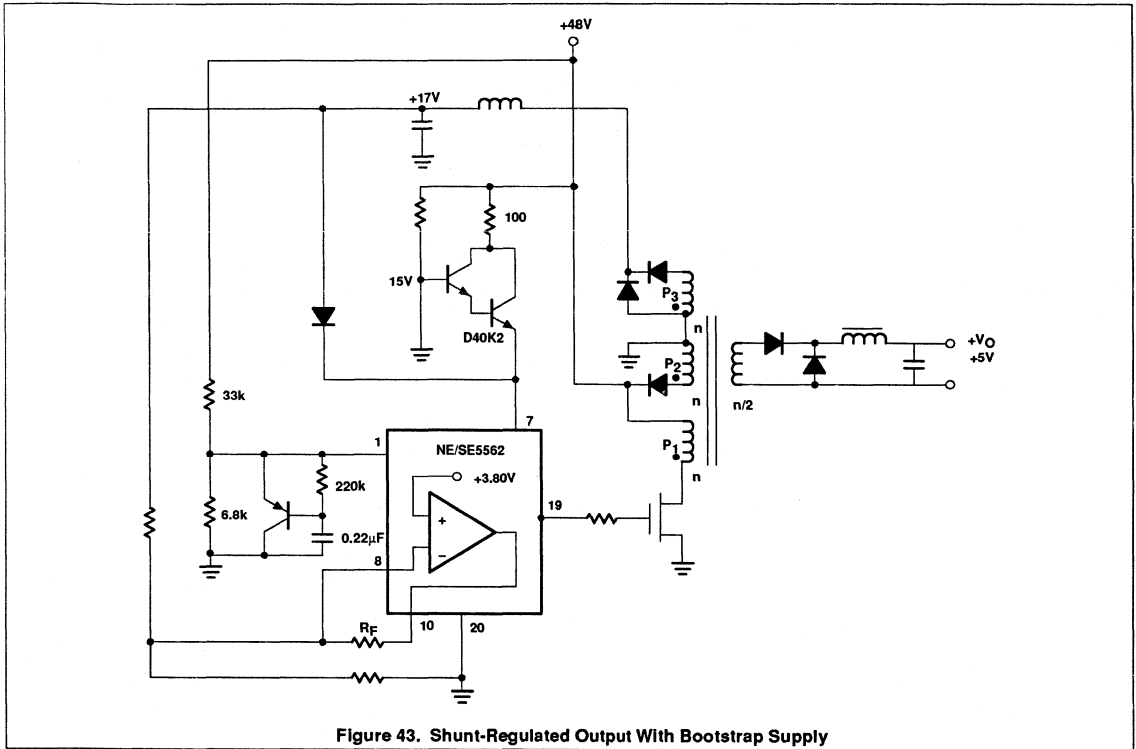 +48V
+17V
100
15V
D40K2
P3
n
+VO
+5V
P2
n
n/2
33k
7
1
NE/SE5562
P1
n
+3.80V
220k
19
6.8k
+
0.22µF
−
8
10
20
RF
Figure 43. Shunt-Regulated Output With Bootstrap Supply